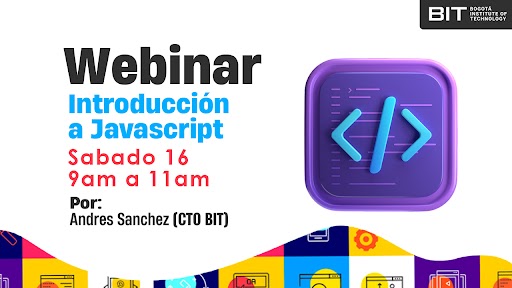 BIT
BOGOTÁ
INSTITUTE OF
TECHNOLOGY
Webinar
Introducción
a Javascript
Sabado 16
9am a 11am
Por:
Andres Sanchez (CTO BIT)